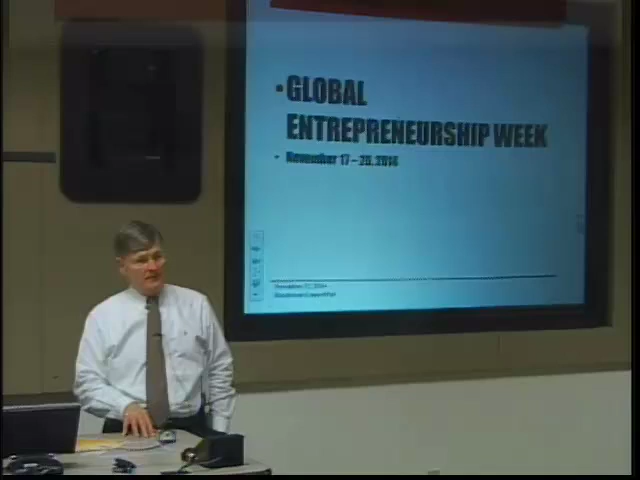 • GLOBAL
ENTREPRENEURSHIP WEEK
• November 17 – 20, 2014